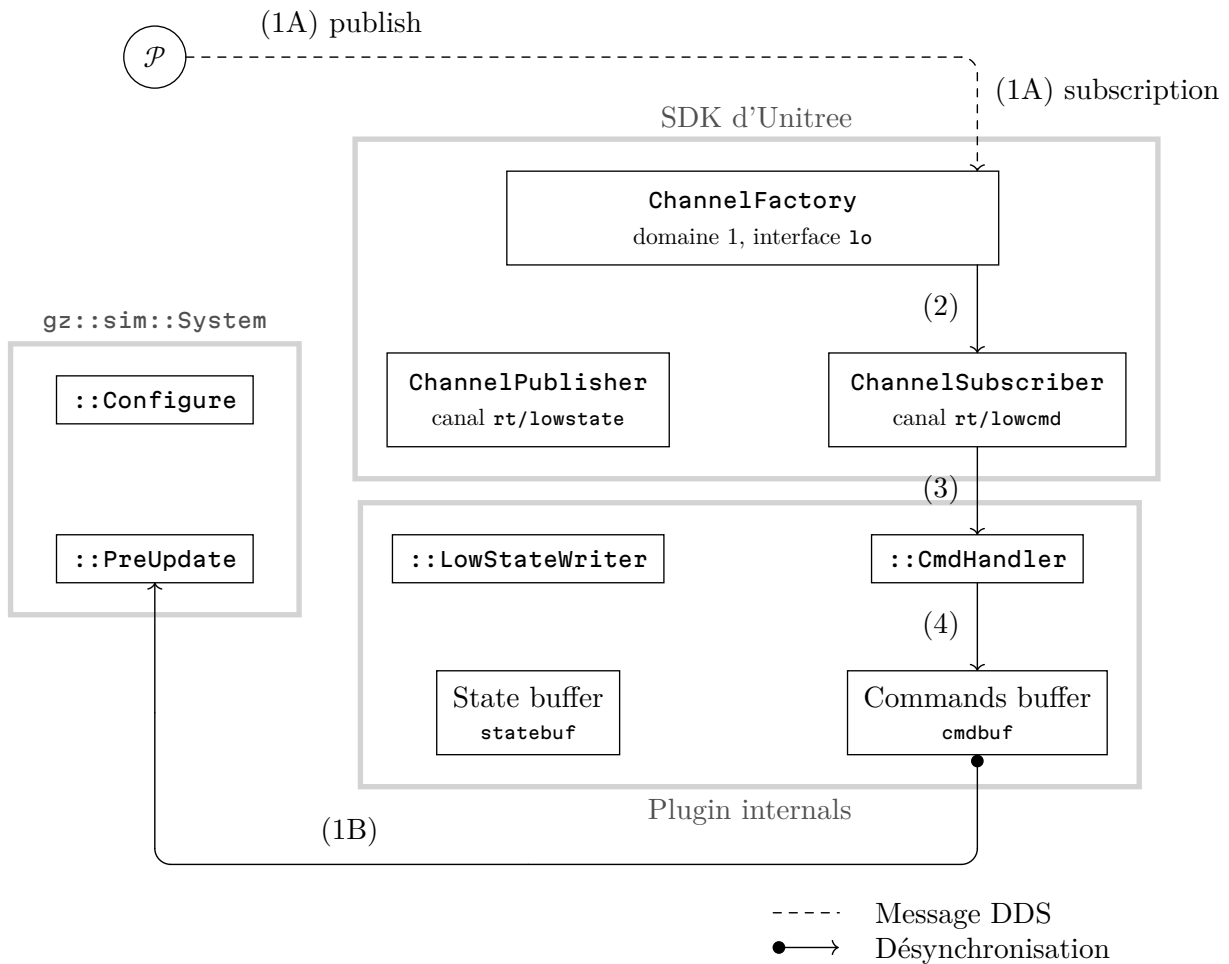 (1A) publish
𝒫
(1A) subscription
SDK d'Unitree
ChannelFactory
domaine 1, interface lo
(2)
gz::sim::System
::Configure
ChannelPublisher
canal rt/lowstate
ChannelSubscriber
canal rt/lowcmd
(3)
::PreUpdate
::LowStateWriter
::CmdHandler
(4)
State buffer
statebuf
Commands buffer
cmdbuf
Plugin internals
(1B)
Message DDS
Désynchronisation